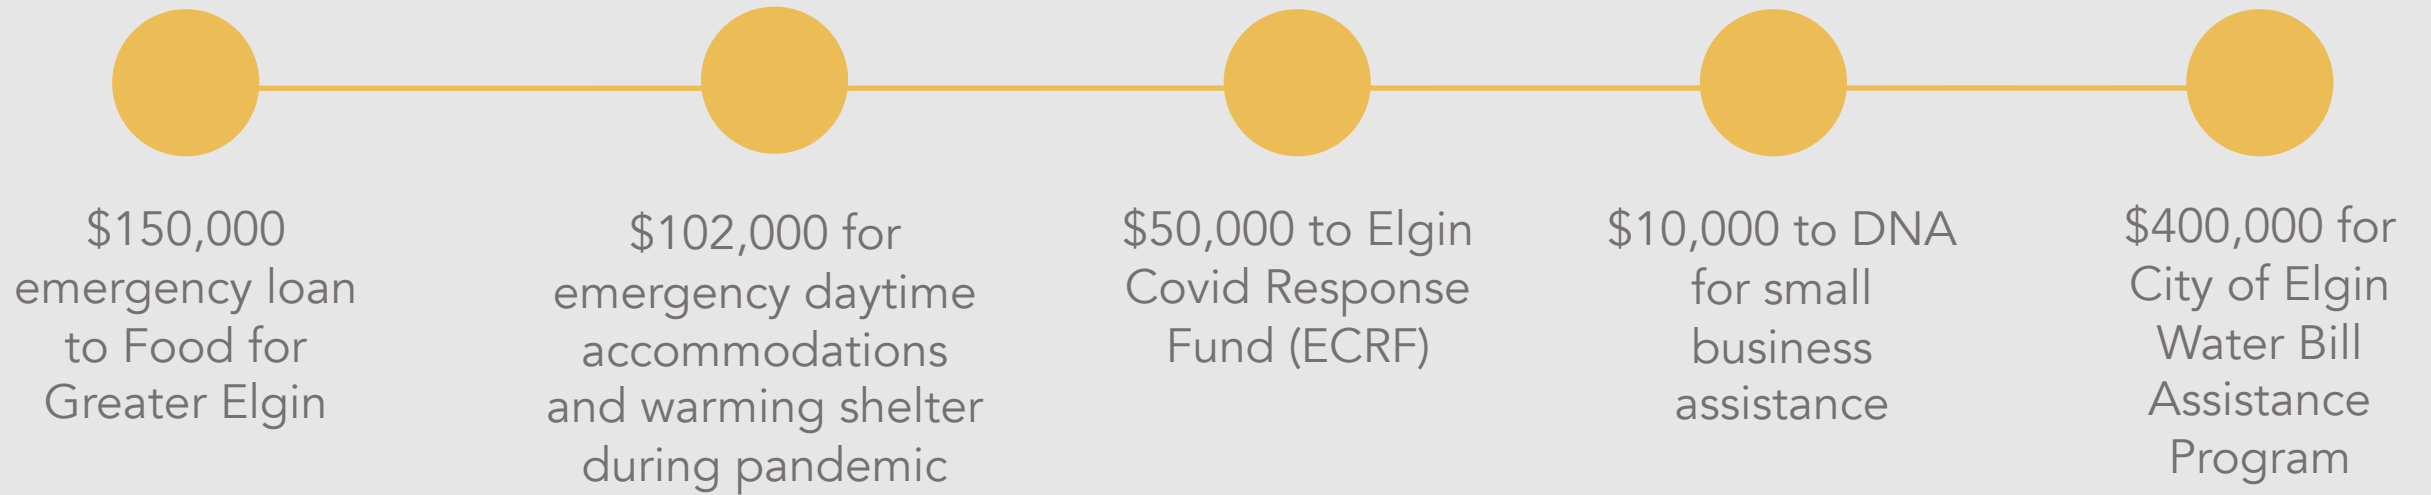 $150,000
emergency loan
to Food for
Greater Elgin
$102,000 for
emergency daytime
accommodations
and warming shelter
during pandemic
$50,000 to Elgin
Covid Response
Fund (ECRF)
$10,000 to DNA
for small
business
assistance
$400,000 for
City of Elgin
Water Bill
Assistance
Program